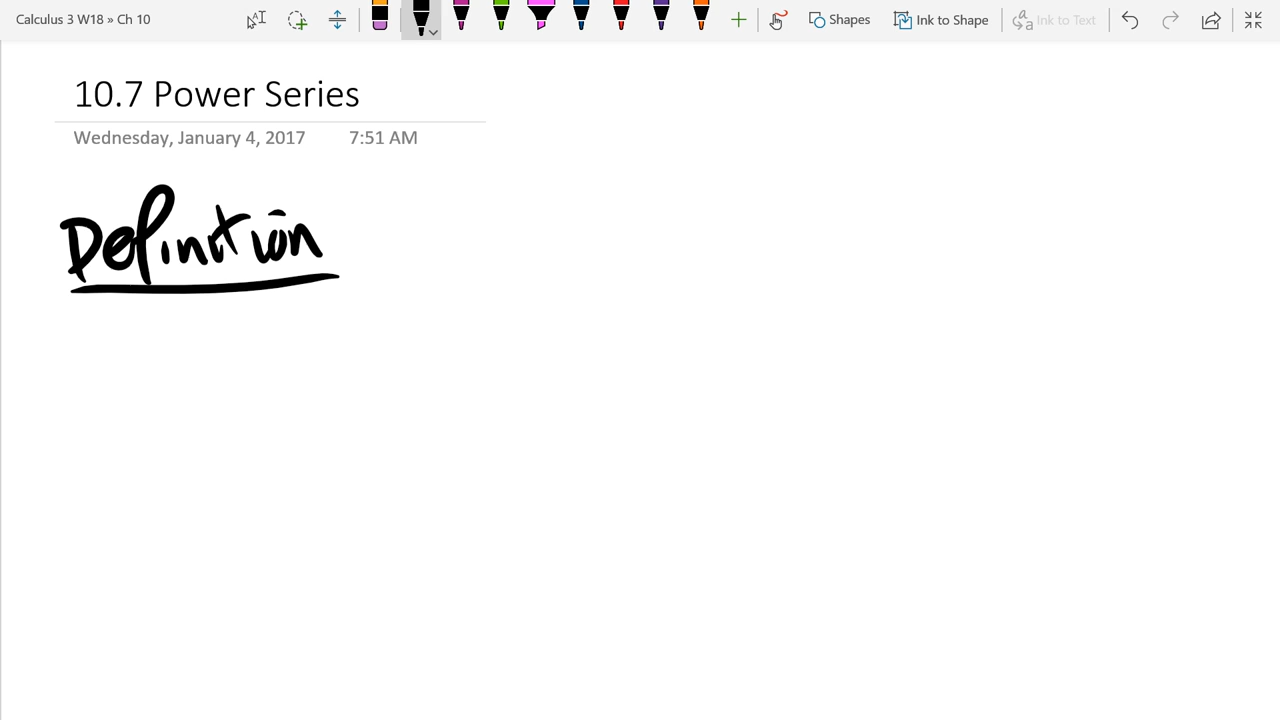 Calculus 3 W18 » Ch 10
Shapes
Ink to Shape
Ink to Text
10.7 Power Series
Wednesday, January 4, 2017 7:51 AM
Definition